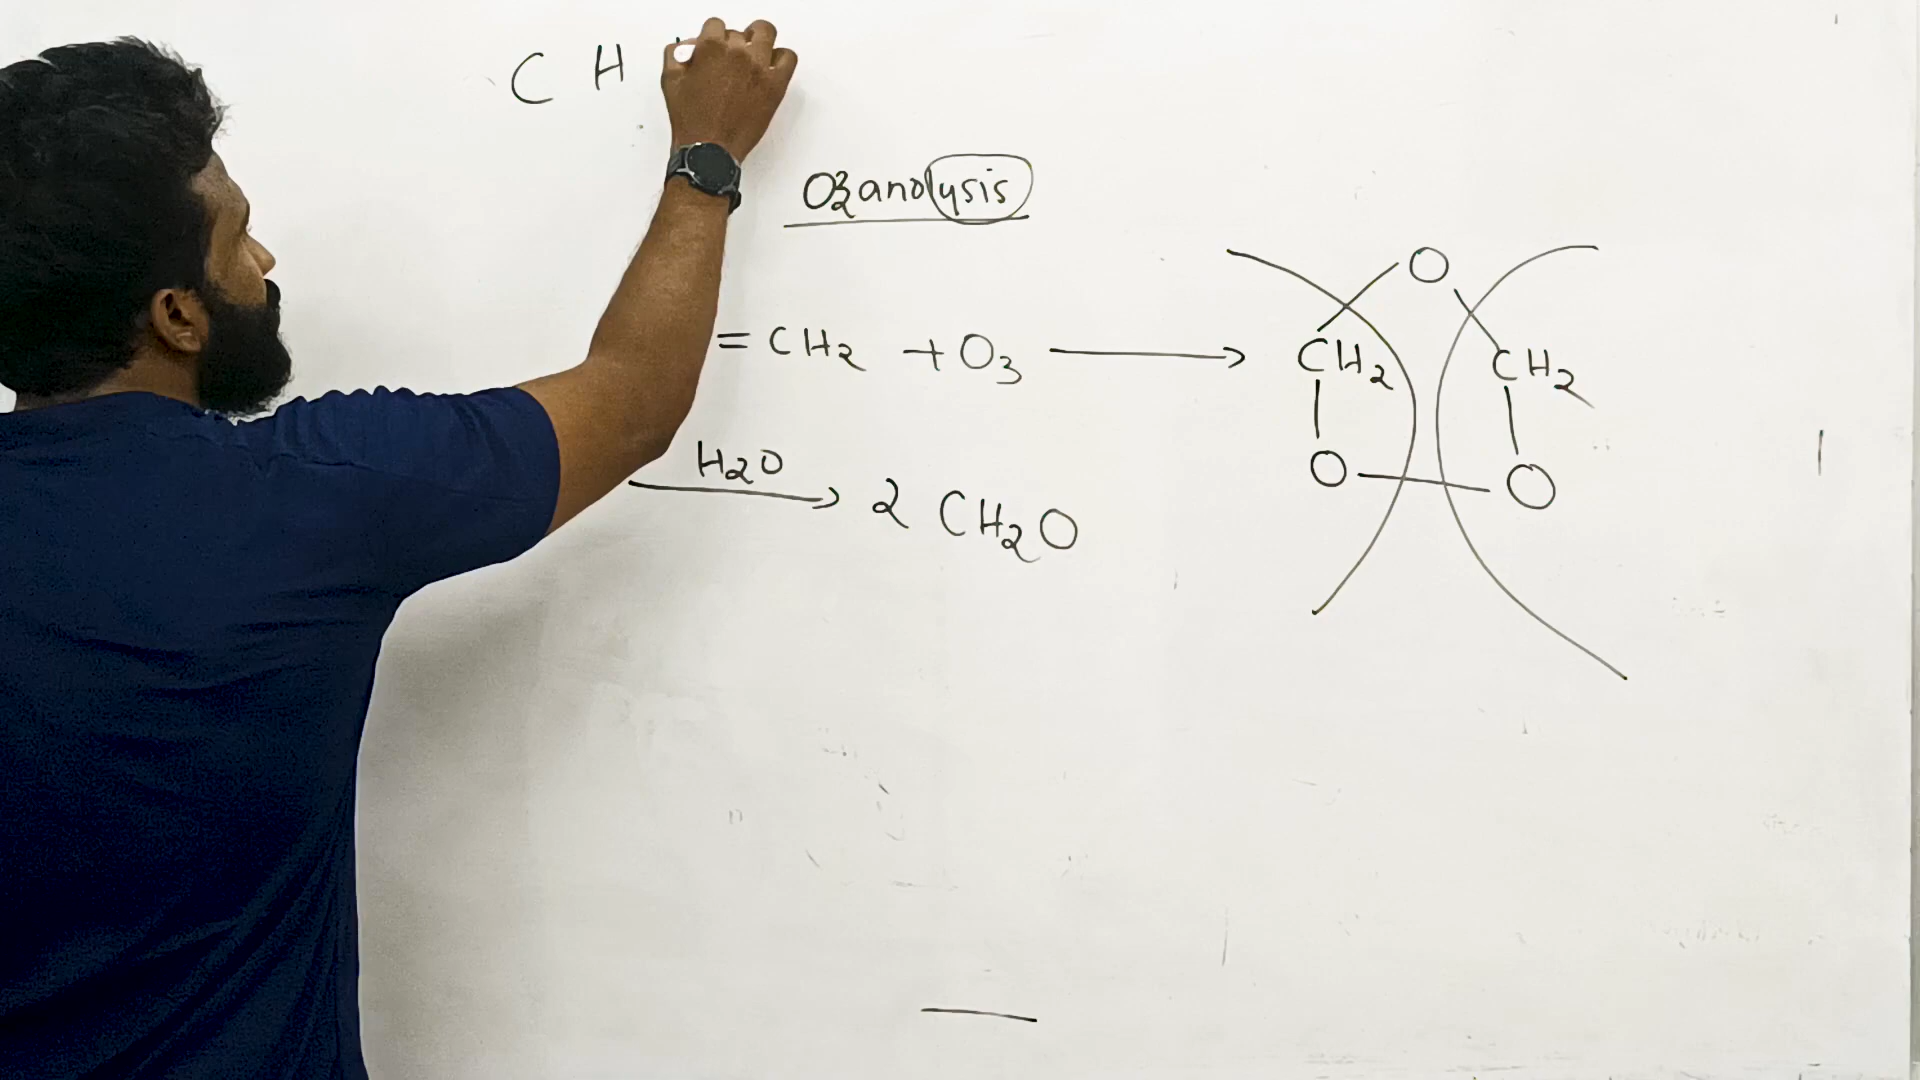 C H
Ozanolysis
= CH2 + O3 →
O
CH2 CH2
O O
H2O
→ 2 CH2O